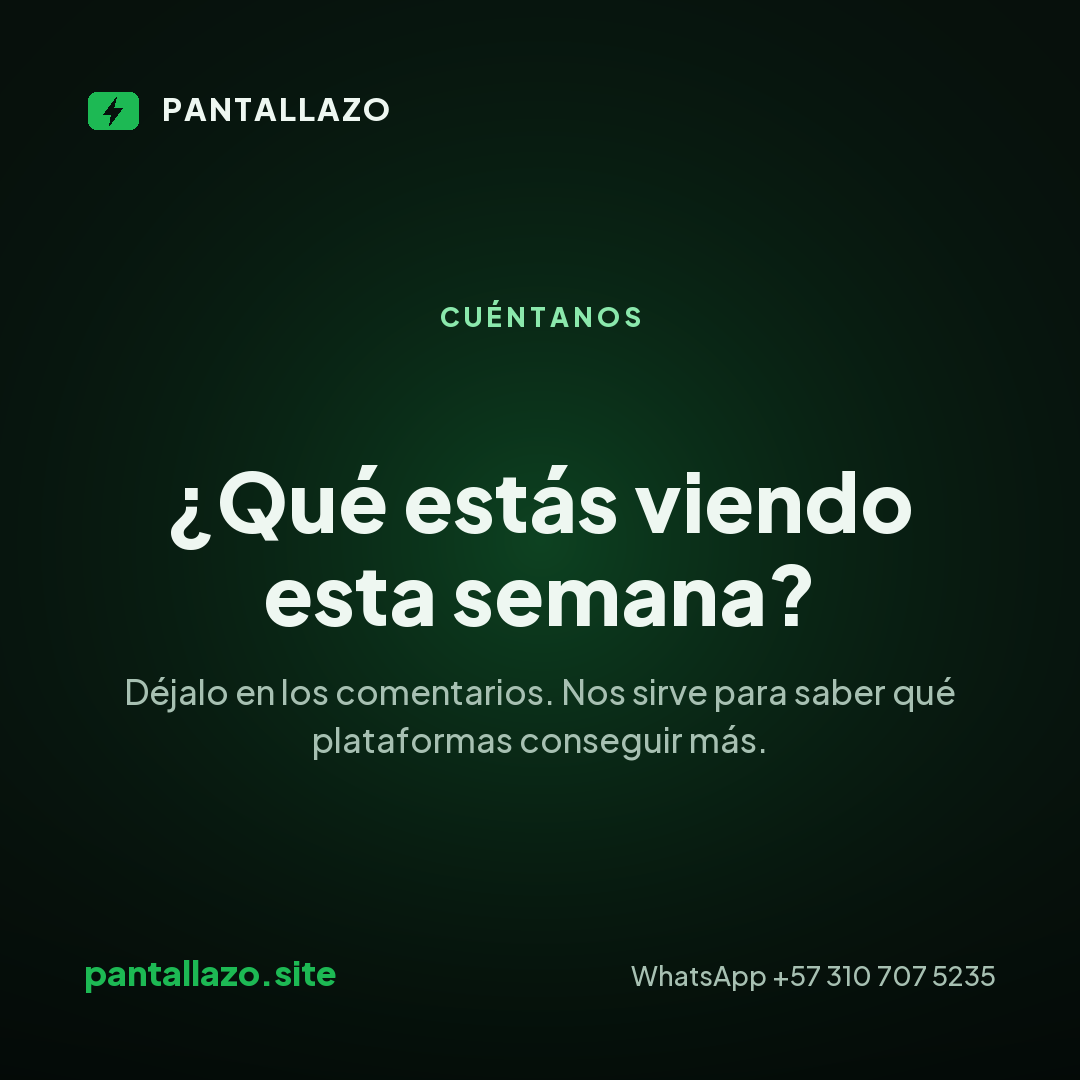 PANTALLAZO
CUÉNTANOS
¿Qué estás viendo
esta semana?
Déjalo en los comentarios. Nos sirve para saber qué
plataformas conseguir más.
pantallazo.site
WhatsApp +57 310 707 5235